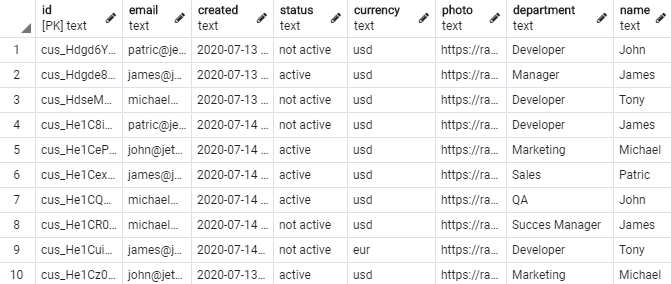 id email created status currency photo department name
[PK] text text text text text text text text
1 cus_Hdgd6Y... patric@je... 2020-07-13 ... not active usd https://ra... Developer John
2 cus_Hdgde8... james@j... 2020-07-13 ... active usd https://ra... Manager James
3 cus_HdseM... michael... 2020-07-13 ... not active usd https://ra... Developer Tony
4 cus_He1C8i... patric@je... 2020-07-14 ... not active usd https://ra... Developer James
5 cus_He1CeP... john@jet... 2020-07-14 ... active usd https://ra... Marketing Michael
6 cus_He1Cex... james@j... 2020-07-14 ... active usd https://ra... Sales Patric
7 cus_He1CQ... michael... 2020-07-14 ... active usd https://ra... QA John
8 cus_He1CR0... michael... 2020-07-14 ... not active usd https://ra... Succes Manager James
9 cus_He1Cui... james@j... 2020-07-14... not active eur https://ra... Developer Tony
10 cus_He1Cz0... john@jet... 2020-07-13... active usd https://ra... Marketing Michael